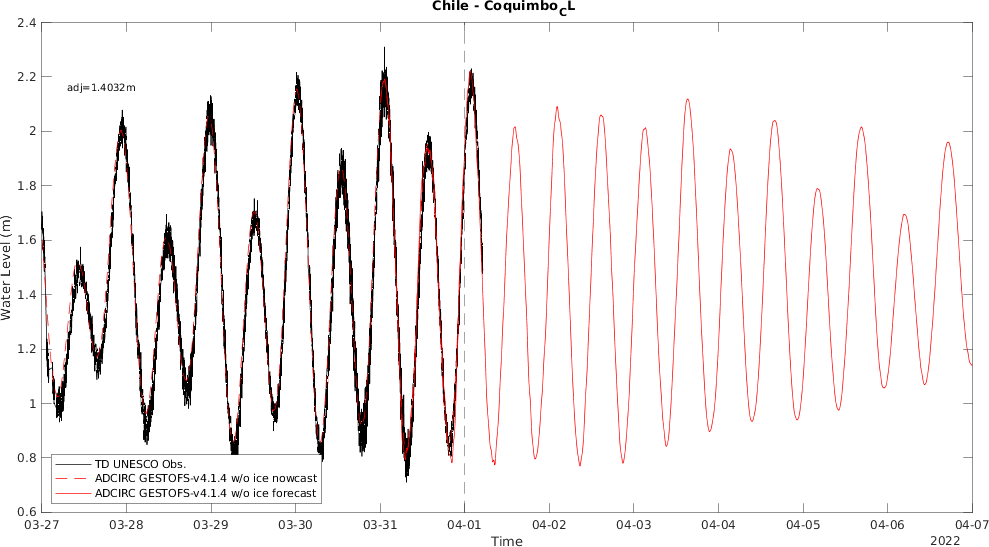 Chile - Coquimbo_CL
adj=1.4032m
Water Level (m)
2.4
2.2
2
1.8
1.6
1.4
1.2
1
0.8
0.6
TD UNESCO Obs.
ADCIRC GESTOFS-v4.1.4 w/o ice nowcast
ADCIRC GESTOFS-v4.1.4 w/o ice forecast
03-27 03-28 03-29 03-30 03-31 04-01 04-02 04-03 04-04 04-05 04-06 04-07
Time
2022